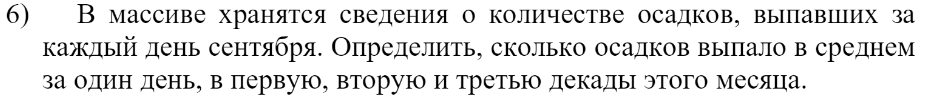 6) В массиве хранятся сведения о количестве осадков, выпавших за
каждый день сентября. Определить, сколько осадков выпало в среднем
за один день, в первую, вторую и третью декады этого месяца.